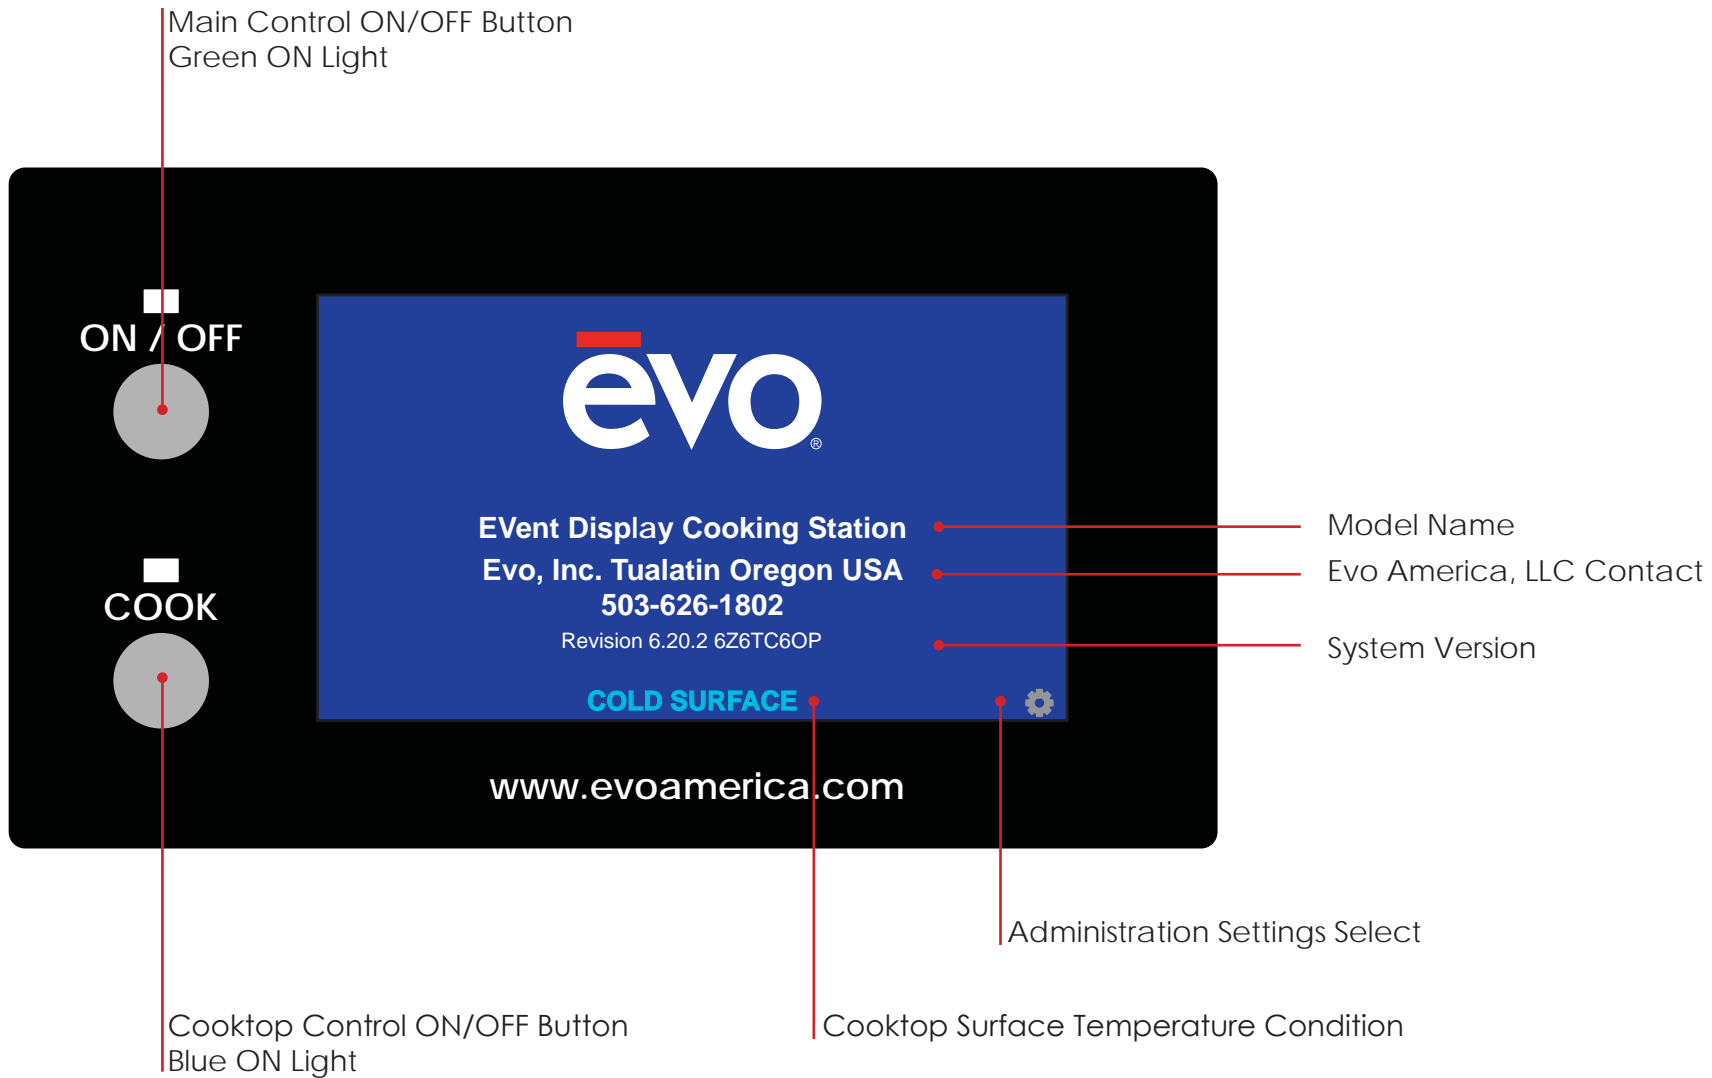 Main Control ON/OFF Button
Green ON Light
ON / OFF
ēvo®
EVent Display Cooking Station
Model Name
Evo, Inc. Tualatin Oregon USA
Evo America, LLC Contact
503-626-1802
COOK
Revision 6.20.2 6Z6TC6OP
System Version
COLD SURFACE
www.evoamerica.com
Administration Settings Select
Cooktop Control ON/OFF Button
Blue ON Light
Cooktop Surface Temperature Condition